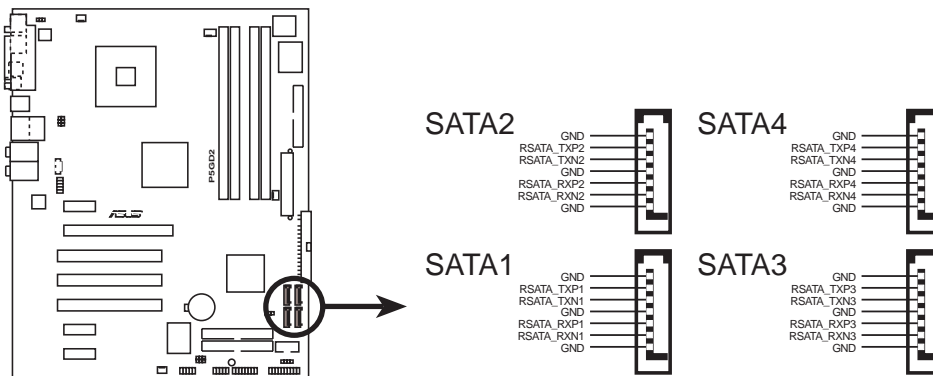 P5GD2
ASUS
SATA2
GND
RSATA_TXP2
RSATA_TXN2
GND
RSATA_RXP2
RSATA_RXN2
GND
SATA4
GND
RSATA_TXP4
RSATA_TXN4
GND
RSATA_RXP4
RSATA_RXN4
GND
SATA1
GND
RSATA_TXP1
RSATA_TXN1
GND
RSATA_RXP1
RSATA_RXN1
GND
SATA3
GND
RSATA_TXP3
RSATA_TXN3
GND
RSATA_RXP3
RSATA_RXN3
GND